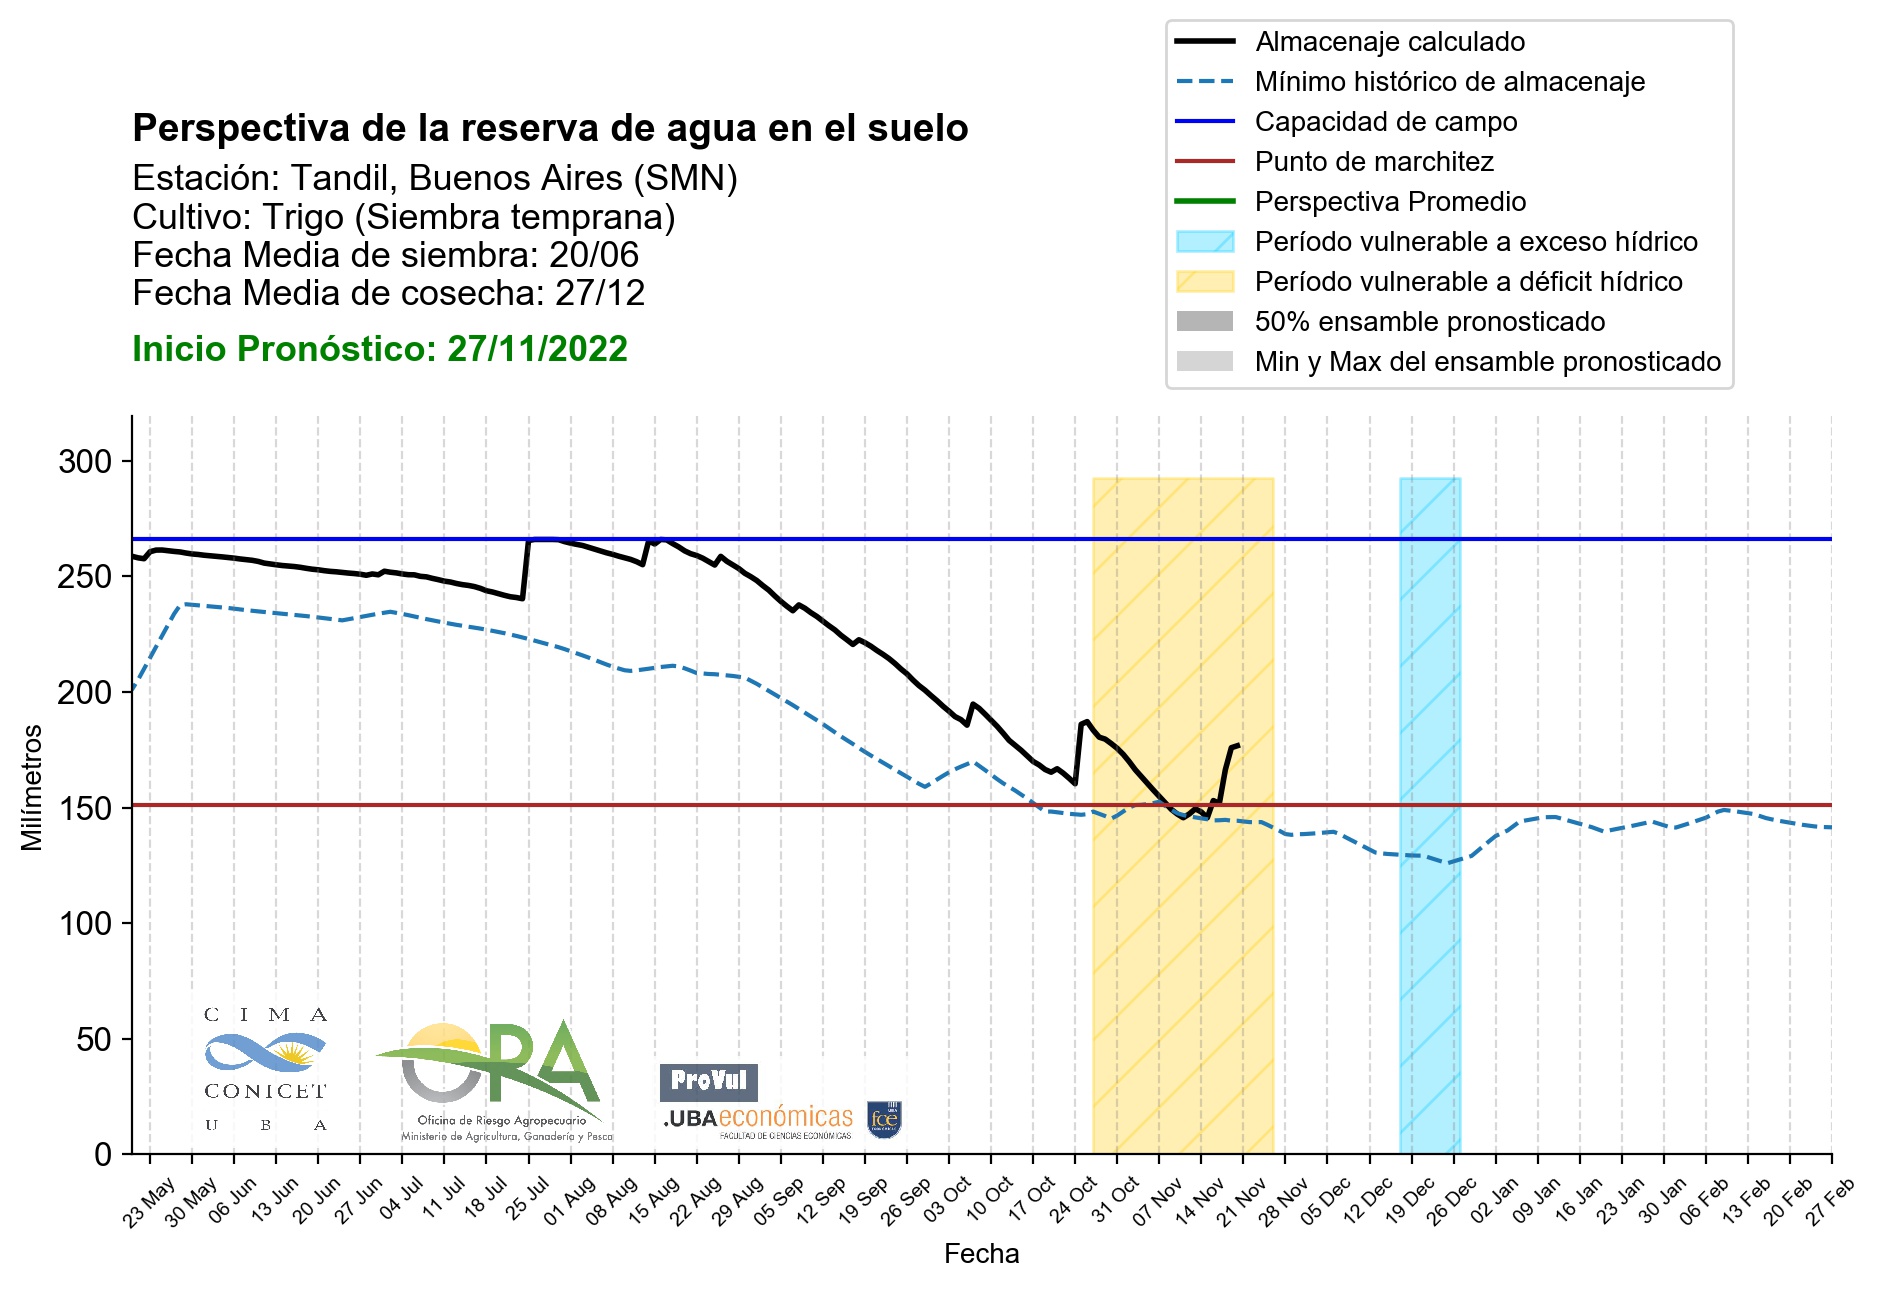 Almacenaje calculado
Mínimo histórico de almacenaje
Capacidad de campo
Punto de marchitez
Perspectiva Promedio
Período vulnerable a exceso hídrico
Período vulnerable a déficit hídrico
50% ensamble pronosticado
Min y Max del ensamble pronosticado
Perspectiva de la reserva de agua en el suelo
Estación: Tandil, Buenos Aires (SMN)
Cultivo: Trigo (Siembra temprana)
Fecha Media de siembra: 20/06
Fecha Media de cosecha: 27/12
Inicio Pronóstico: 27/11/2022
Milímetros
300
250
200
150
100
50
0
CIMA
CONICET
UBA
ORA
Oficina de Riesgo Agropecuario
Ministerio de Agricultura, Ganadería y Pesca
ProVul
.UBAeconómicas
FACULTAD DE CIENCIAS ECONÓMICAS
fce
23 May 30 May 06 Jun 13 Jun 20 Jun 27 Jun 04 Jul 11 Jul 18 Jul 25 Jul 01 Aug 08 Aug 15 Aug 22 Aug 29 Aug 05 Sep 12 Sep 19 Sep 26 Sep 03 Oct 10 Oct 17 Oct 24 Oct 31 Oct 07 Nov 14 Nov 21 Nov 28 Nov 05 Dec 12 Dec 19 Dec 26 Dec 02 Jan 09 Jan 16 Jan 23 Jan 30 Jan 06 Feb 13 Feb 20 Feb 27 Feb
Fecha